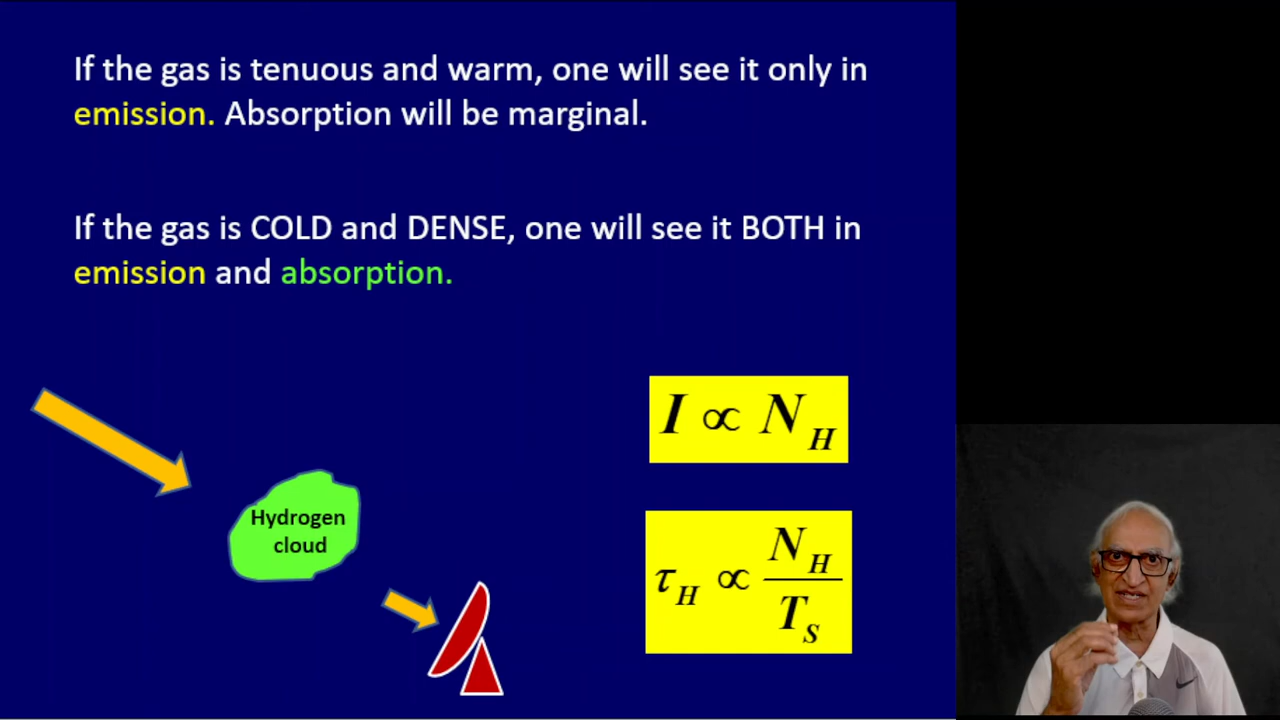 If the gas is tenuous and warm, one will see it only in
emission. Absorption will be marginal.
If the gas is COLD and DENSE, one will see it BOTH in
emission and absorption.
I ∝ N_H
Hydrogen
cloud
τ_H ∝ N_H / T_S